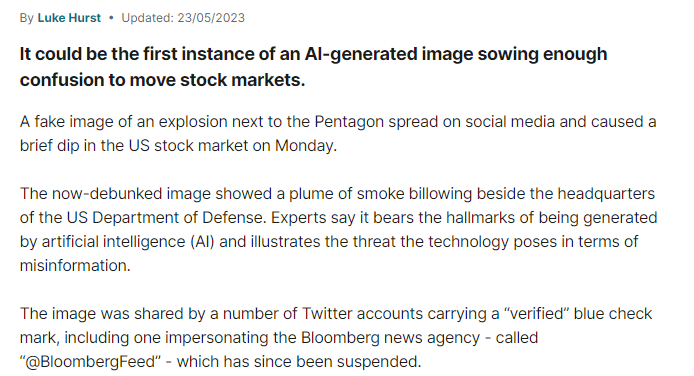 By Luke Hurst • Updated: 23/05/2023
It could be the first instance of an AI-generated image sowing enough
confusion to move stock markets.
A fake image of an explosion next to the Pentagon spread on social media and caused a
brief dip in the US stock market on Monday.
The now-debunked image showed a plume of smoke billowing beside the headquarters
of the US Department of Defense. Experts say it bears the hallmarks of being generated
by artificial intelligence (AI) and illustrates the threat the technology poses in terms of
misinformation.
The image was shared by a number of Twitter accounts carrying a “verified” blue check
mark, including one impersonating the Bloomberg news agency - called
“@BloombergFeed” - which has since been suspended.